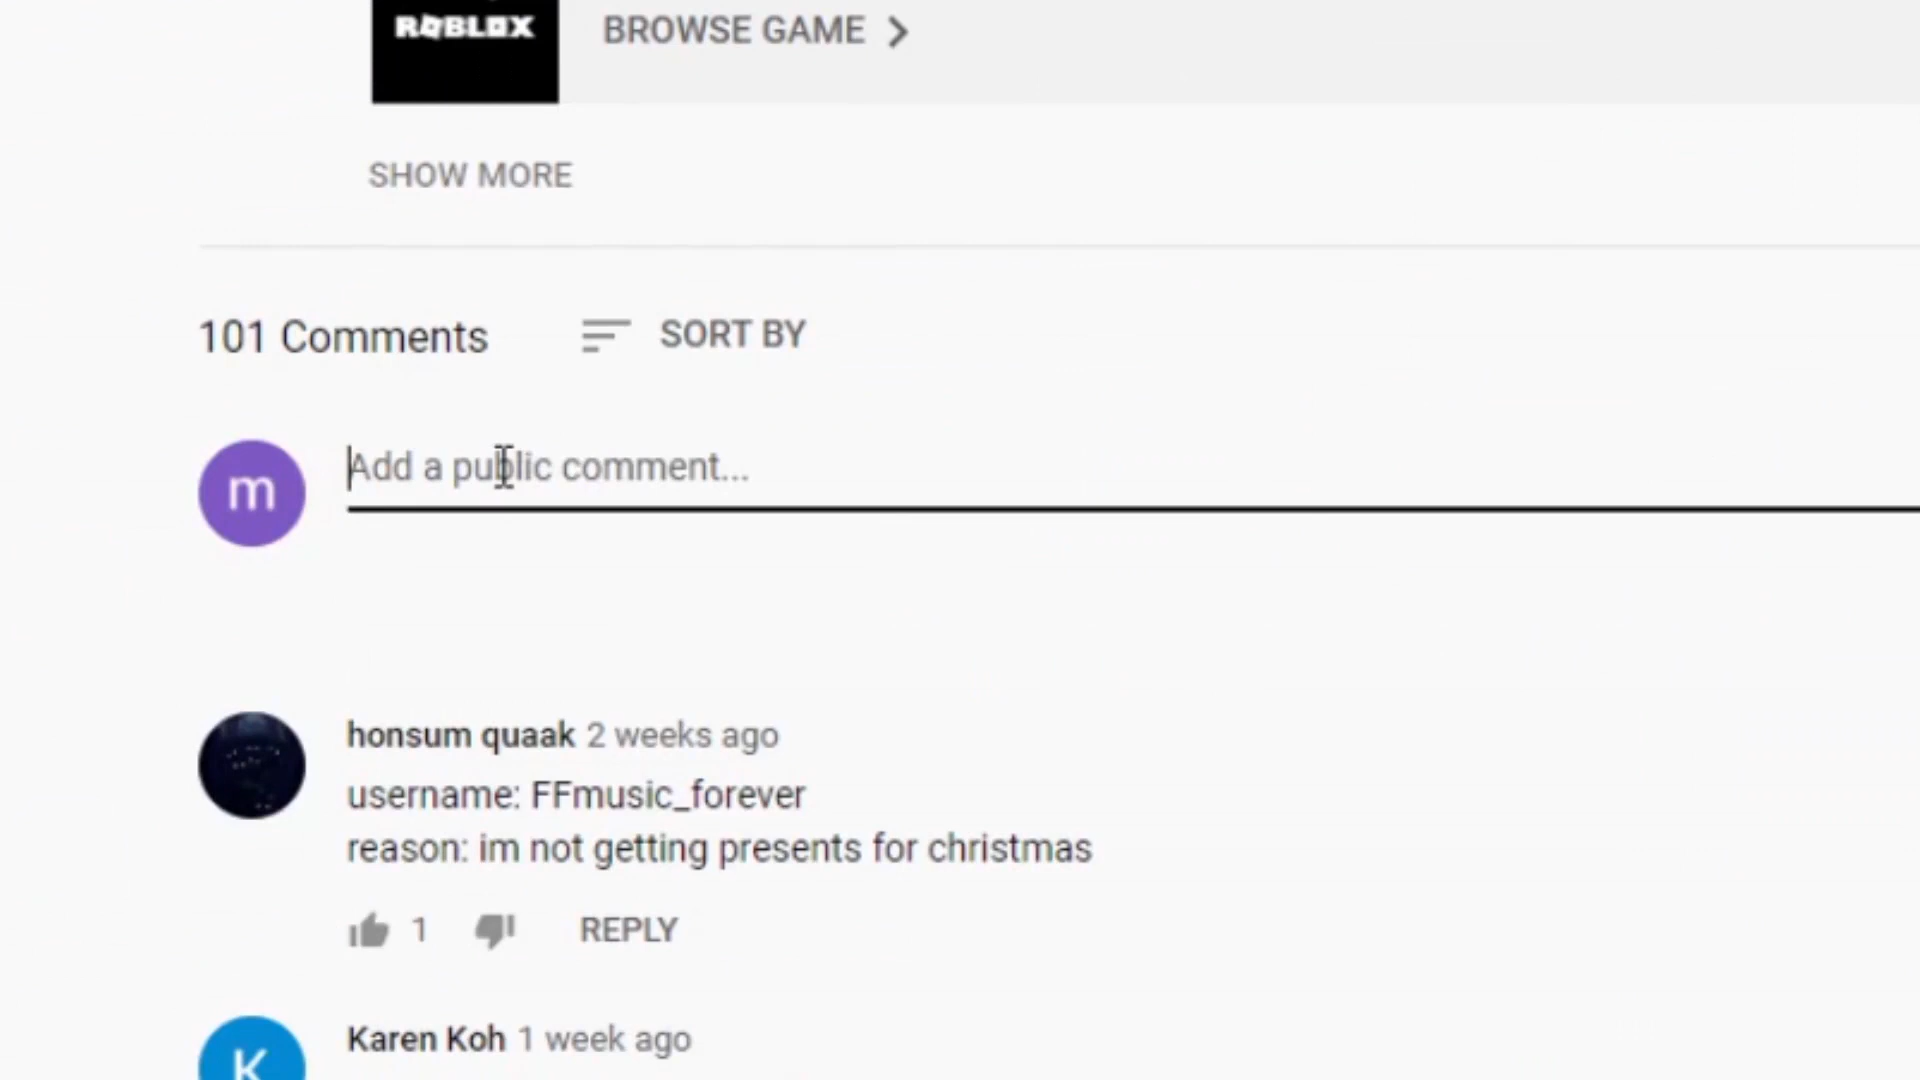 ROBLOX
BROWSE GAME
SHOW MORE
101 Comments
SORT BY
m
Add a public comment...
honsum quaak 2 weeks ago
username: FFmusic_forever
reason: im not getting presents for christmas
1
REPLY
Karen Koh 1 week ago
K